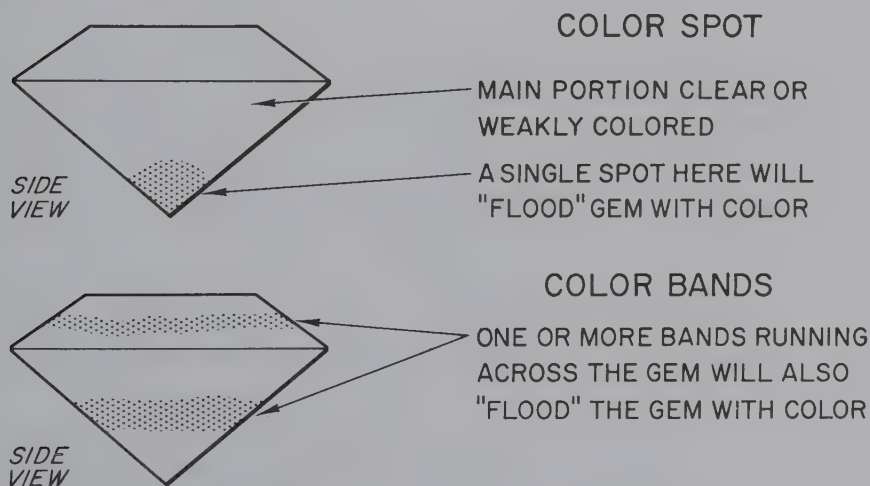 COLOR SPOT
MAIN PORTION CLEAR OR
WEAKLY COLORED
A SINGLE SPOT HERE WILL
"FLOOD" GEM WITH COLOR
SIDE
VIEW
COLOR BANDS
ONE OR MORE BANDS RUNNING
ACROSS THE GEM WILL ALSO
"FLOOD" THE GEM WITH COLOR
SIDE
VIEW